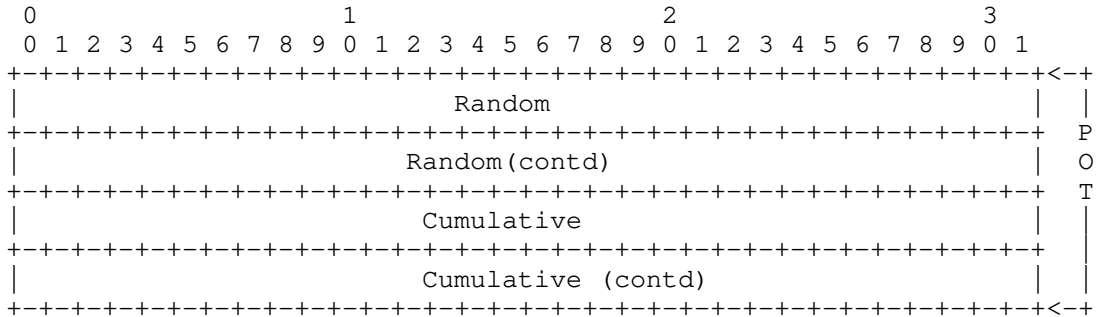 0                   1                   2                   3
 0 1 2 3 4 5 6 7 8 9 0 1 2 3 4 5 6 7 8 9 0 1 2 3 4 5 6 7 8 9 0 1
+-+-+-+-+-+-+-+-+-+-+-+-+-+-+-+-+-+-+-+-+-+-+-+-+-+-+-+-+-+-+-+-+<-+
|                           Random                              |  |
+-+-+-+-+-+-+-+-+-+-+-+-+-+-+-+-+-+-+-+-+-+-+-+-+-+-+-+-+-+-+-+-+  P
|                        Random(contd)                          |  O
+-+-+-+-+-+-+-+-+-+-+-+-+-+-+-+-+-+-+-+-+-+-+-+-+-+-+-+-+-+-+-+-+  T
|                         Cumulative                            |  |
+-+-+-+-+-+-+-+-+-+-+-+-+-+-+-+-+-+-+-+-+-+-+-+-+-+-+-+-+-+-+-+-+  |
|                         Cumulative (contd)                    |  |
+-+-+-+-+-+-+-+-+-+-+-+-+-+-+-+-+-+-+-+-+-+-+-+-+-+-+-+-+-+-+-+-+<-+